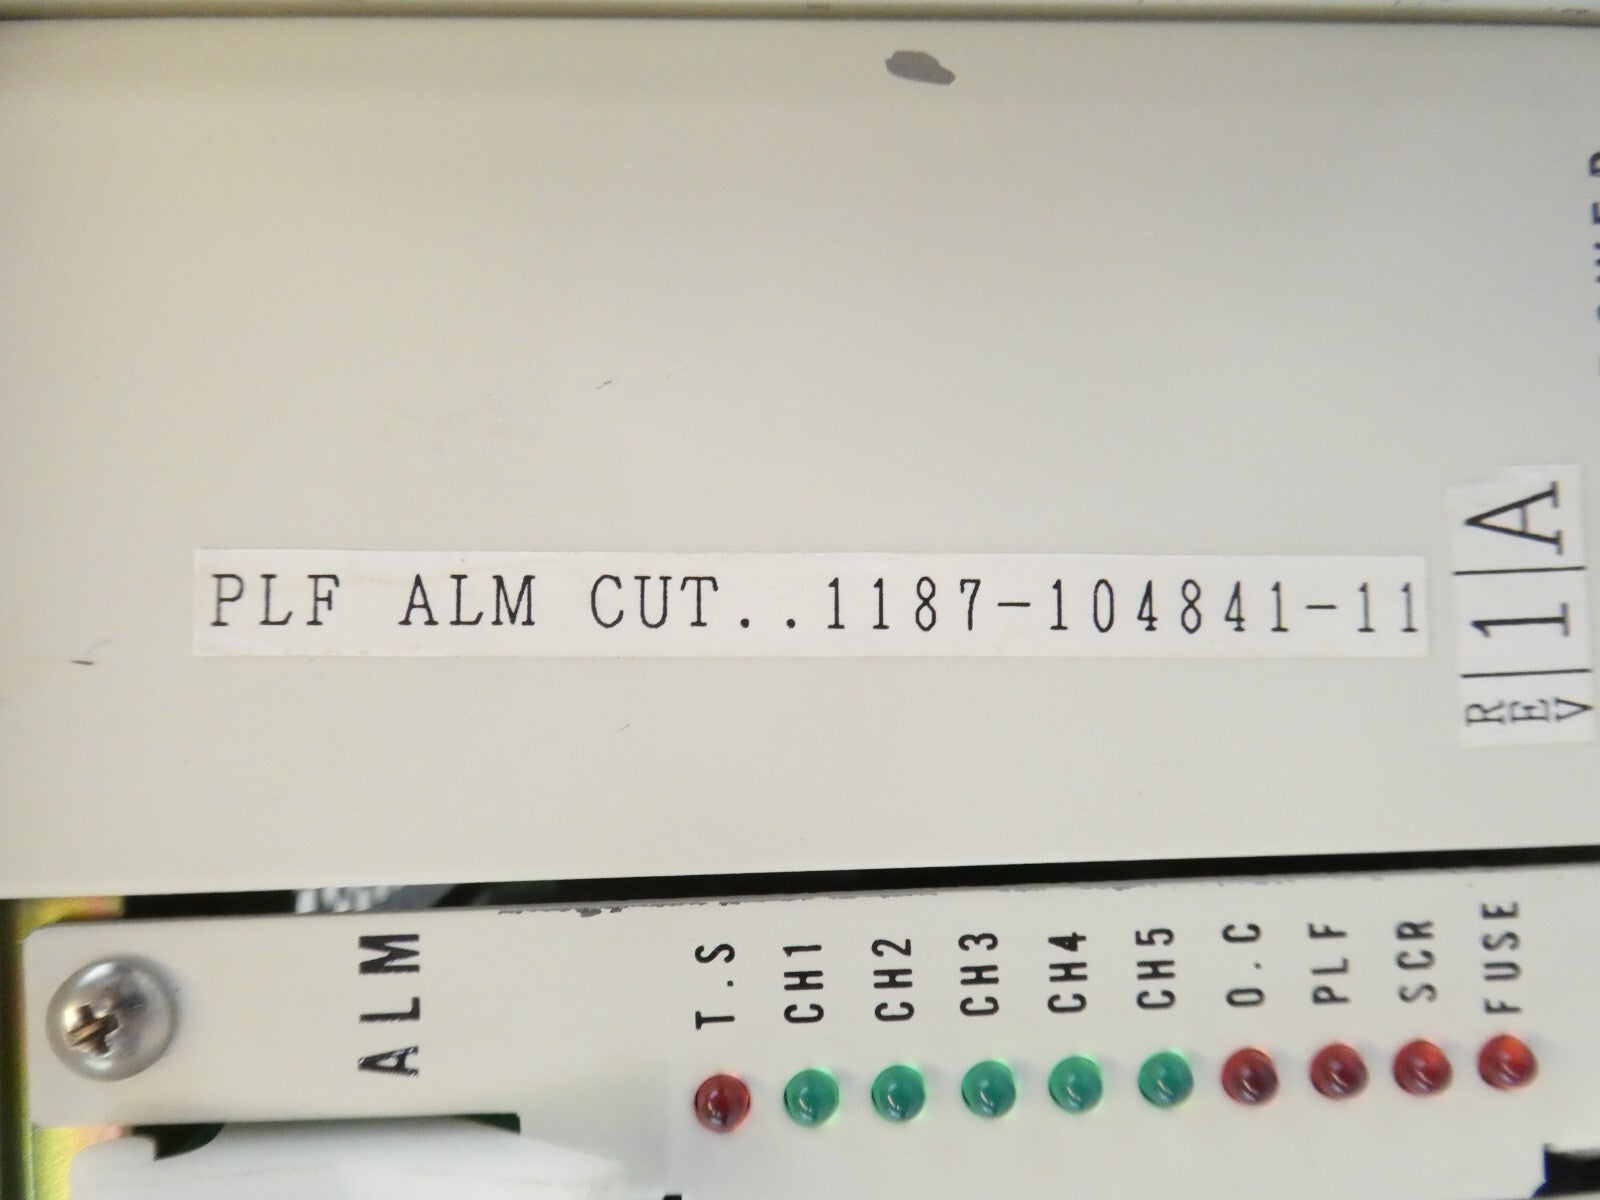 PLF ALM CUT..1187-104841-11
REV 1 A
ALM
T.S
CH1
CH2
CH3
CH4
CH5
O.C
PLF
SCR
FUSE